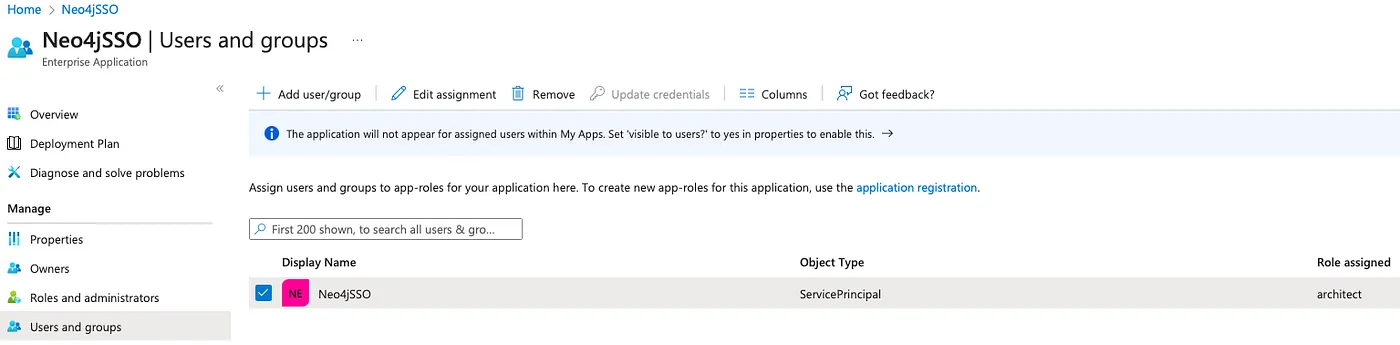 Home > Neo4jSSO
Neo4jSSO | Users and groups ...
Enterprise Application
«
Add user/group Edit assignment Remove Update credentials Columns Got feedback?
The application will not appear for assigned users within My Apps. Set 'visible to users?' to yes in properties to enable this. →
Overview
Deployment Plan
Diagnose and solve problems
Manage
Properties
Owners
Roles and administrators
Users and groups
Assign users and groups to app-roles for your application here. To create new app-roles for this application, use the application registration.
First 200 shown, to search all users & gro...
Display Name Object Type Role assigned
NE Neo4jSSO ServicePrincipal architect